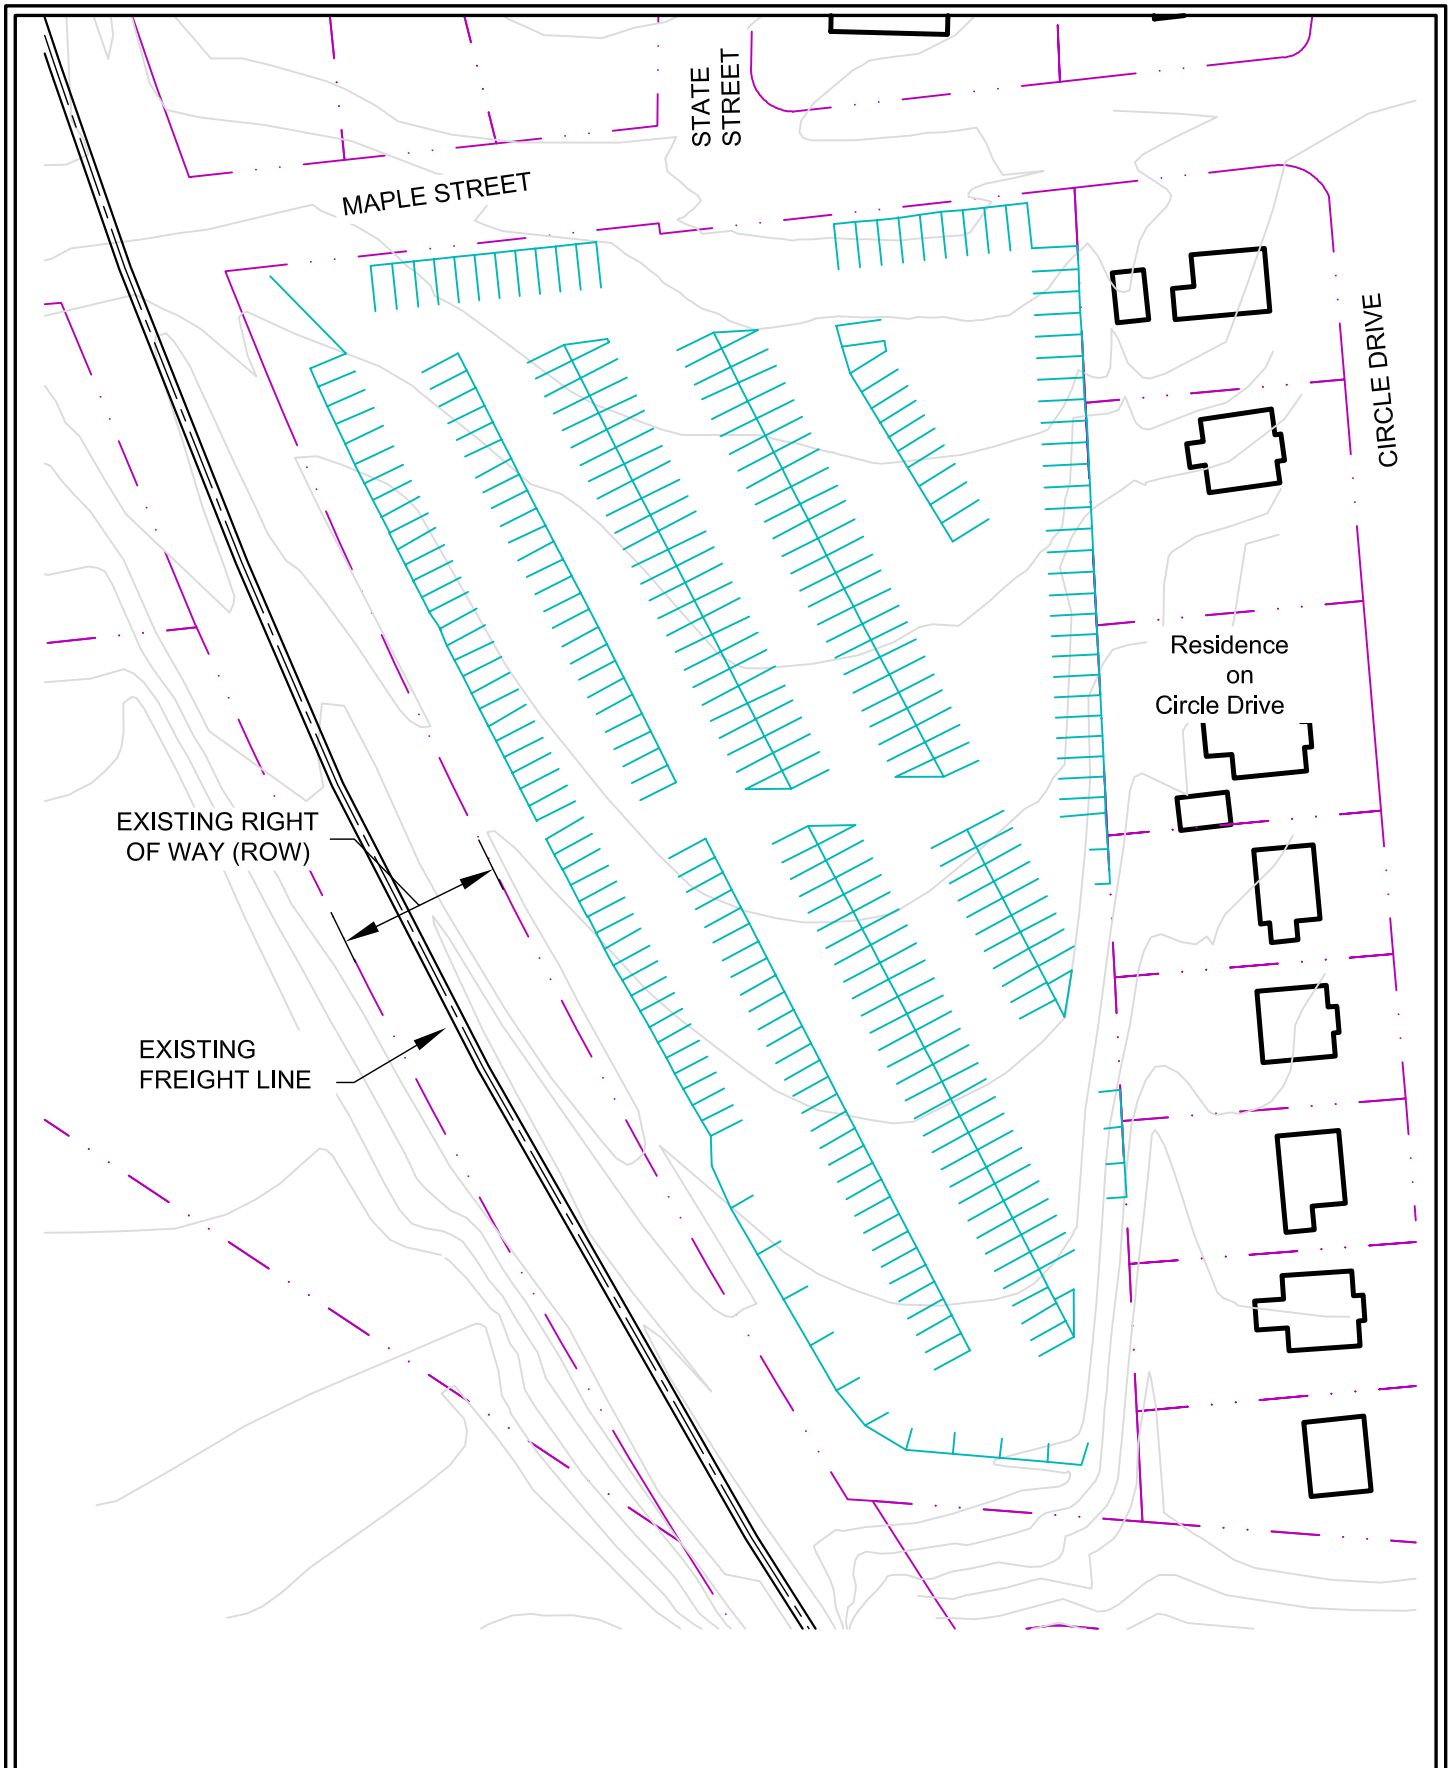 STATE
STREET
MAPLE STREET
CIRCLE DRIVE
Residence
on
Circle Drive
EXISTING RIGHT
OF WAY (ROW)
EXISTING
FREIGHT LINE